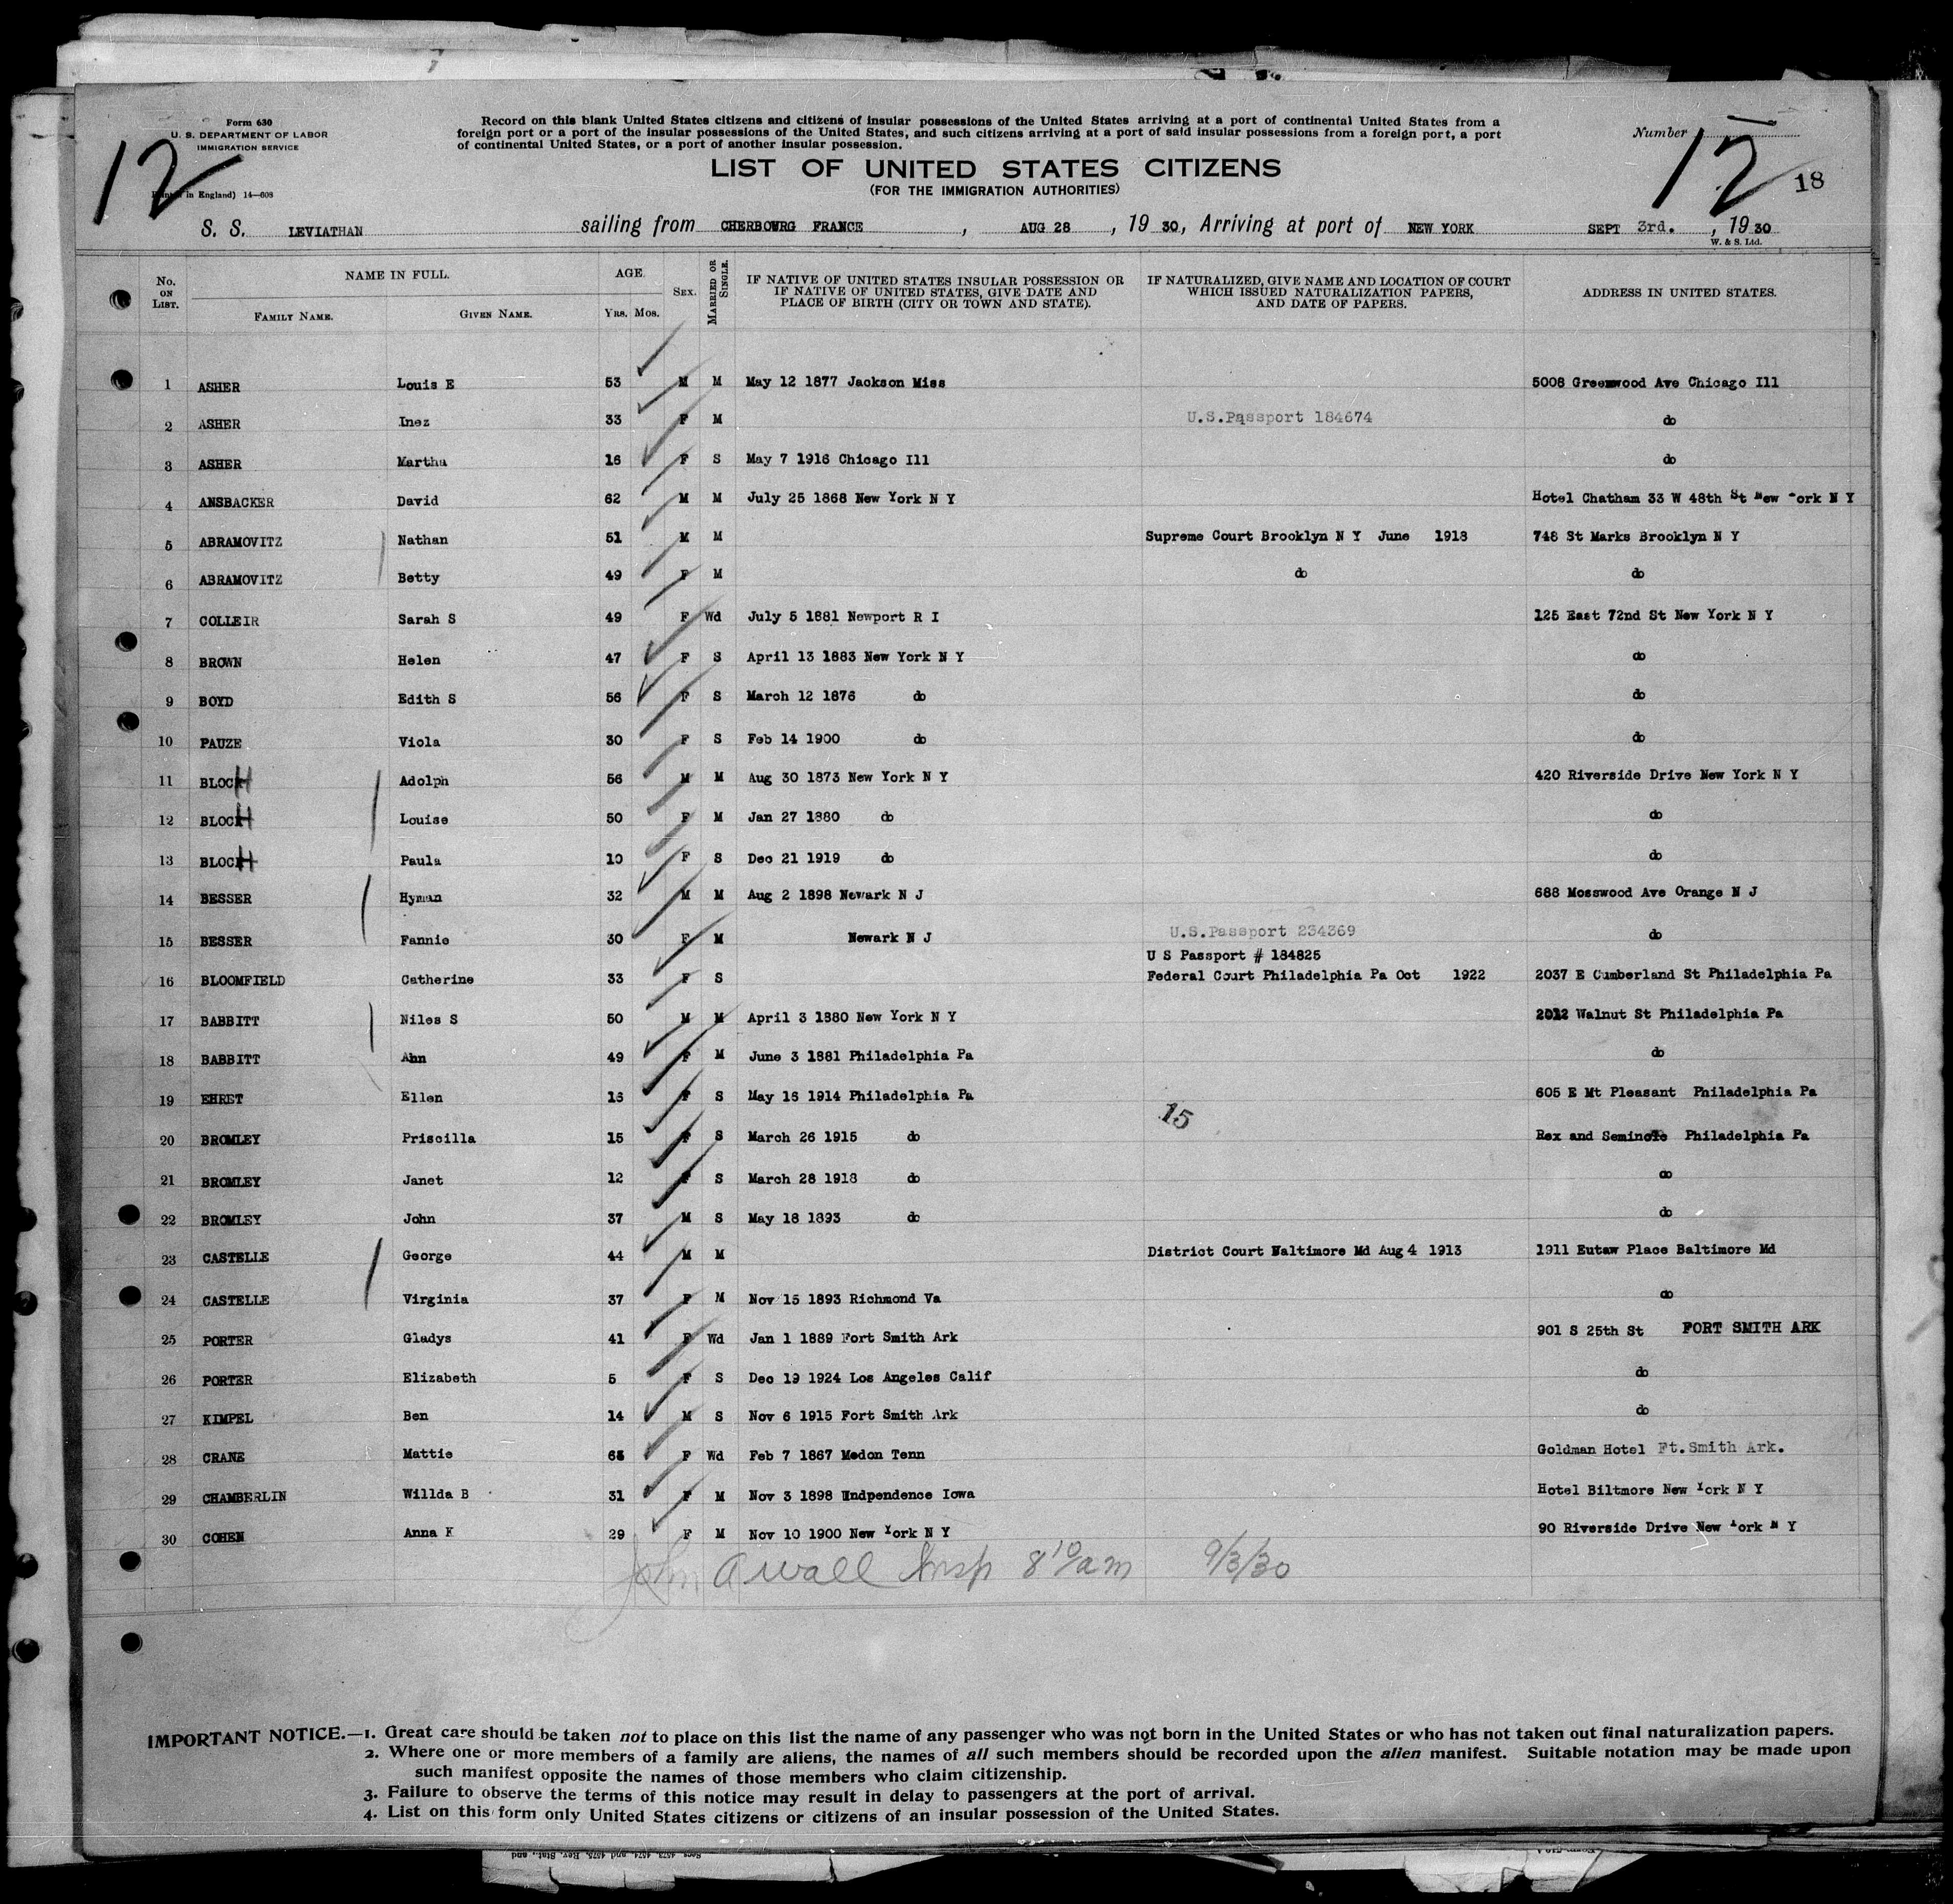 Form 630
U. S. DEPARTMENT OF LABOR
IMMIGRATION SERVICE
in England) 14—608
12
Record on this blank United States citizens and citizens of insular possessions of the United States arriving at a port of continental United States from a
foreign port or a port of the insular possessions of the United States, and such citizens arriving at a port of said insular possessions from a foreign port, a port
of continental United States, or a port of another insular possession.
LIST OF UNITED STATES CITIZENS
(FOR THE IMMIGRATION AUTHORITIES)
Number
12
18
S. S. LEVIATHAN sailing from CHERBOURG FRANCE , AUG 28 , 19 30, Arriving at port of NEW YORK SEPT 3rd. , 19 30
W. & S. Ltd.
No. ON LIST. NAME IN FULL. FAMILY NAME. GIVEN NAME. AGE. YRS. MOS. SEX. MARRIED OR SINGLE. IF NATIVE OF UNITED STATES INSULAR POSSESSION OR IF NATIVE OF UNITED STATES, GIVE DATE AND PLACE OF BIRTH (CITY OR TOWN AND STATE). IF NATURALIZED, GIVE NAME AND LOCATION OF COURT WHICH ISSUED NATURALIZATION PAPERS, AND DATE OF PAPERS. ADDRESS IN UNITED STATES.
1 ASHER Louis E 53 M M May 12 1877 Jackson Miss 5008 Greenwood Ave Chicago Ill
2 ASHER Inez 33 F M U.S.Passport 184674 do
3 ASHER Martha 16 F S May 7 1916 Chicago Ill do
4 ANSBACKER David 62 M M July 25 1868 New York N Y Hotel Chatham 33 W 48th St New York N Y
5 ABRAMOVITZ Nathan 51 M M Supreme Court Brooklyn N Y June 1918 748 St Marks Brooklyn N Y
6 ABRAMOVITZ Betty 49 F M do do
7 COLLEIR Sarah S 49 F Wd July 5 1881 Newport R I 125 East 72nd St New York N Y
8 BROWN Helen 47 F S April 13 1883 New York N Y do
9 BOYD Edith S 56 F S March 12 1876 do do
10 PAUZE Viola 30 F S Feb 14 1900 do do
11 BLOCH Adolph 56 M M Aug 30 1873 New York N Y 420 Riverside Drive New York N Y
12 BLOCH Louise 50 F M Jan 27 1880 do do
13 BLOCH Paula 10 F S Dec 21 1919 do do
14 BESSER Hyman 32 M M Aug 2 1898 Newark N J 688 Mosswood Ave Orange N J
15 BESSER Fannie 30 F M Newark N J U.S.Passport 234369 do
U S Passport # 184825
16 BLOOMFIELD Catherine 33 F S Federal Court Philadelphia Pa Oct 1922 2037 E Cumberland St Philadelphia Pa
17 BABBITT Niles S 50 M M April 3 1880 New York N Y 2012 Walnut St Philadelphia Pa
18 BABBITT Ann 49 F M June 3 1881 Philadelphia Pa do
19 EHRET Ellen 16 F S May 16 1914 Philadelphia Pa 605 E Mt Pleasant Philadelphia Pa
15
20 BROMLEY Priscilla 15 F S March 26 1915 do Rex and Seminole Philadelphia Pa
21 BROMLEY Janet 12 F S March 28 1918 do do
22 BROMLEY John 37 M S May 18 1893 do do
23 CASTELLE George 44 M M District Court Baltimore Md Aug 4 1913 1911 Eutaw Place Baltimore Md
24 CASTELLE Virginia 37 F M Nov 15 1893 Richmond Va do
25 PORTER Gladys 41 F Wd Jan 1 1889 Fort Smith Ark 901 S 25th St FORT SMITH ARK
26 PORTER Elizabeth 5 F S Dec 19 1924 Los Angeles Calif do
27 KIMPEL Ben 14 M S Nov 6 1915 Fort Smith Ark do
28 CRANE Mattie F Wd Feb 7 1867 Medon Tenn Goldman Hotel Ft.Smith Ark.
29 CHAMBERLIN Willda B 31 F M Nov 3 1898 Indpendence Iowa Hotel Biltmore New York N Y
30 COHEN Anna K 29 F M Nov 10 1900 New York N Y 90 Riverside Drive New York N Y
John A Wall Insp 8 10/am 9/3/30
IMPORTANT NOTICE.—1. Great care should be taken not to place on this list the name of any passenger who was not born in the United States or who has not taken out final naturalization papers.
2. Where one or more members of a family are aliens, the names of all such members should be recorded upon the alien manifest. Suitable notation may be made upon
such manifest opposite the names of those members who claim citizenship.
3. Failure to observe the terms of this notice may result in delay to passengers at the port of arrival.
4. List on this form only United States citizens or citizens of an insular possession of the United States.